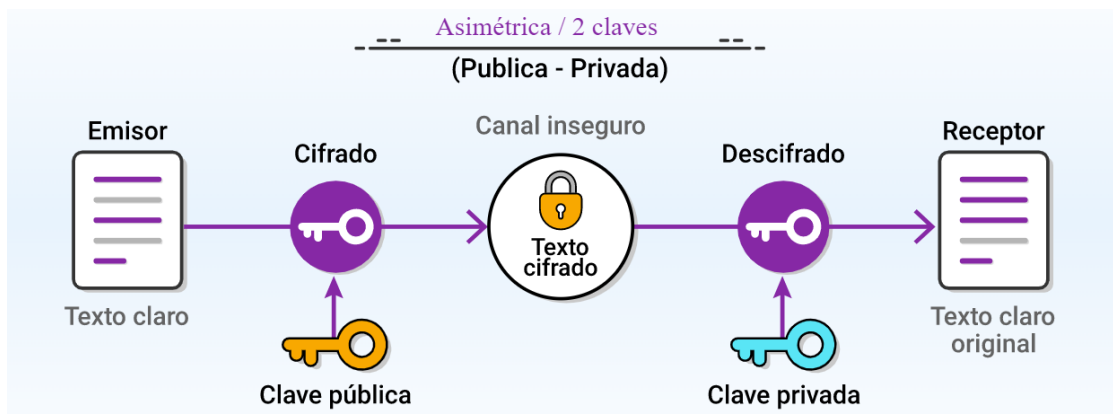 Asimétrica / 2 claves
(Publica - Privada)
Emisor
Cifrado
Canal inseguro
Descifrado
Receptor
Texto
cifrado
Texto claro
Texto claro
original
Clave pública
Clave privada